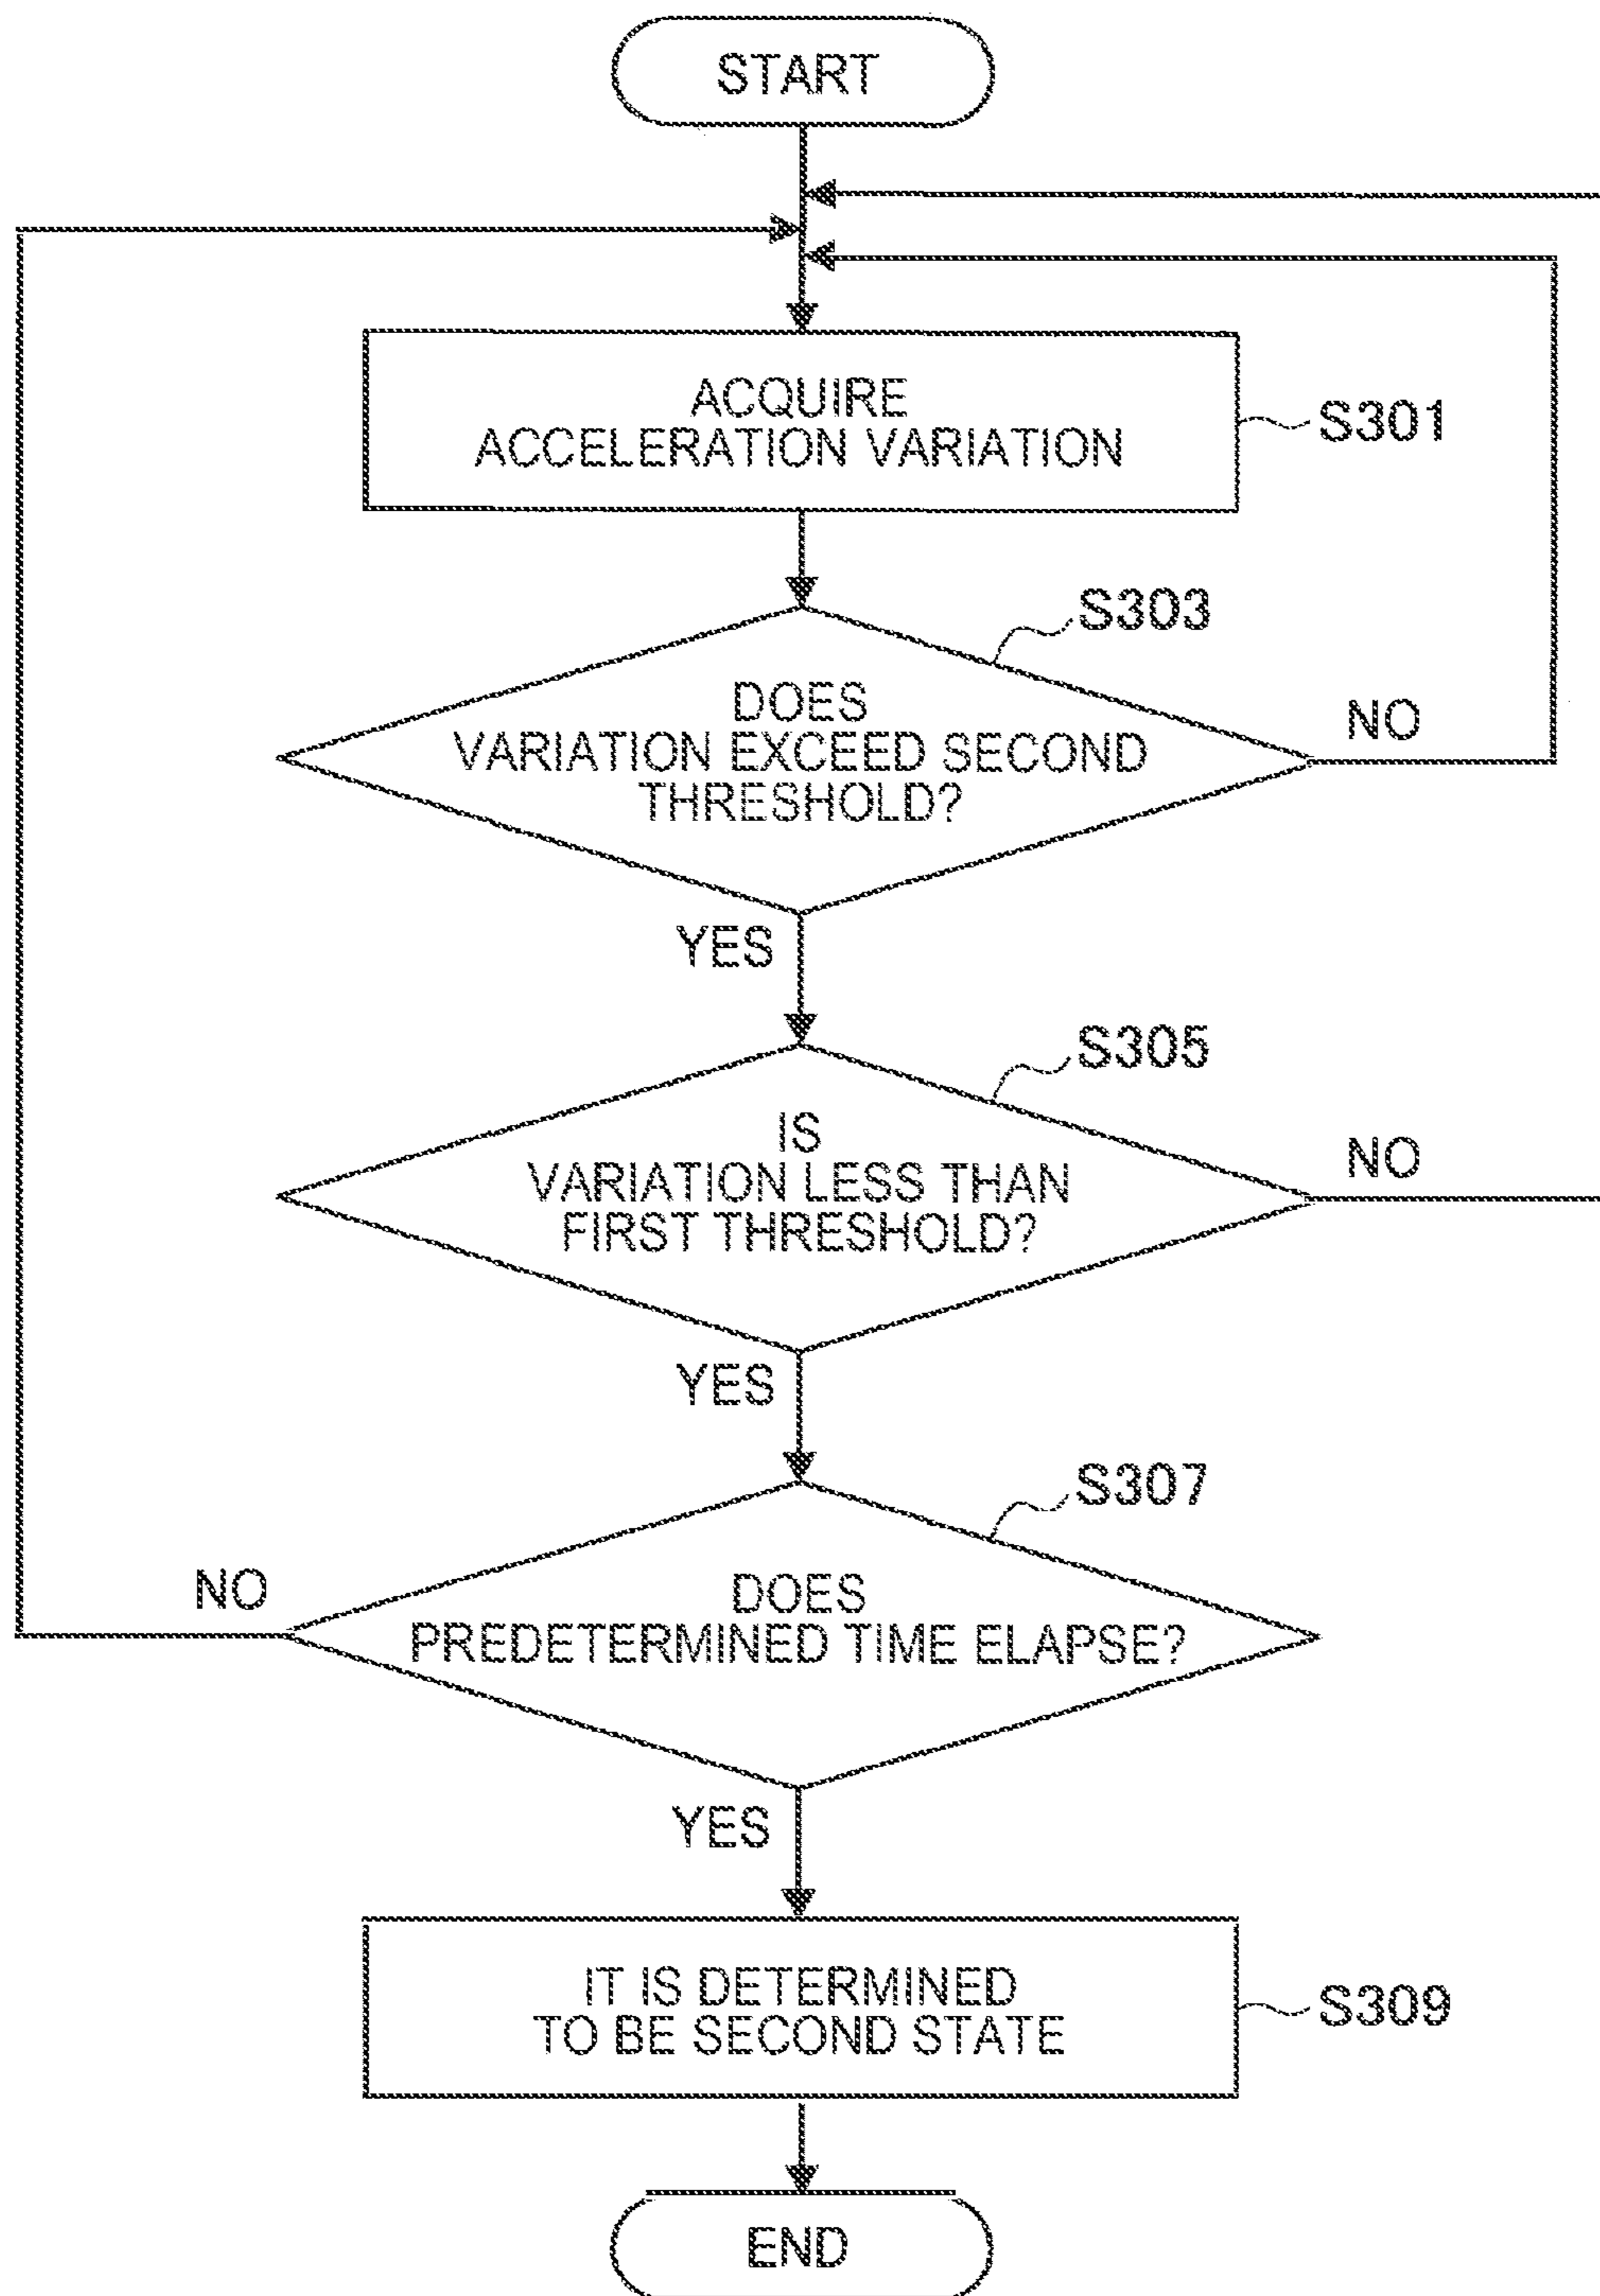 START
ACQUIRE
ACCELERATION VARIATION
S301
S303
DOES
VARIATION EXCEED SECOND
THRESHOLD?
NO
YES
S305
IS
VARIATION LESS THAN
FIRST THRESHOLD?
NO
YES
S307
DOES
PREDETERMINED TIME ELAPSE?
NO
YES
IT IS DETERMINED
TO BE SECOND STATE
S309
END